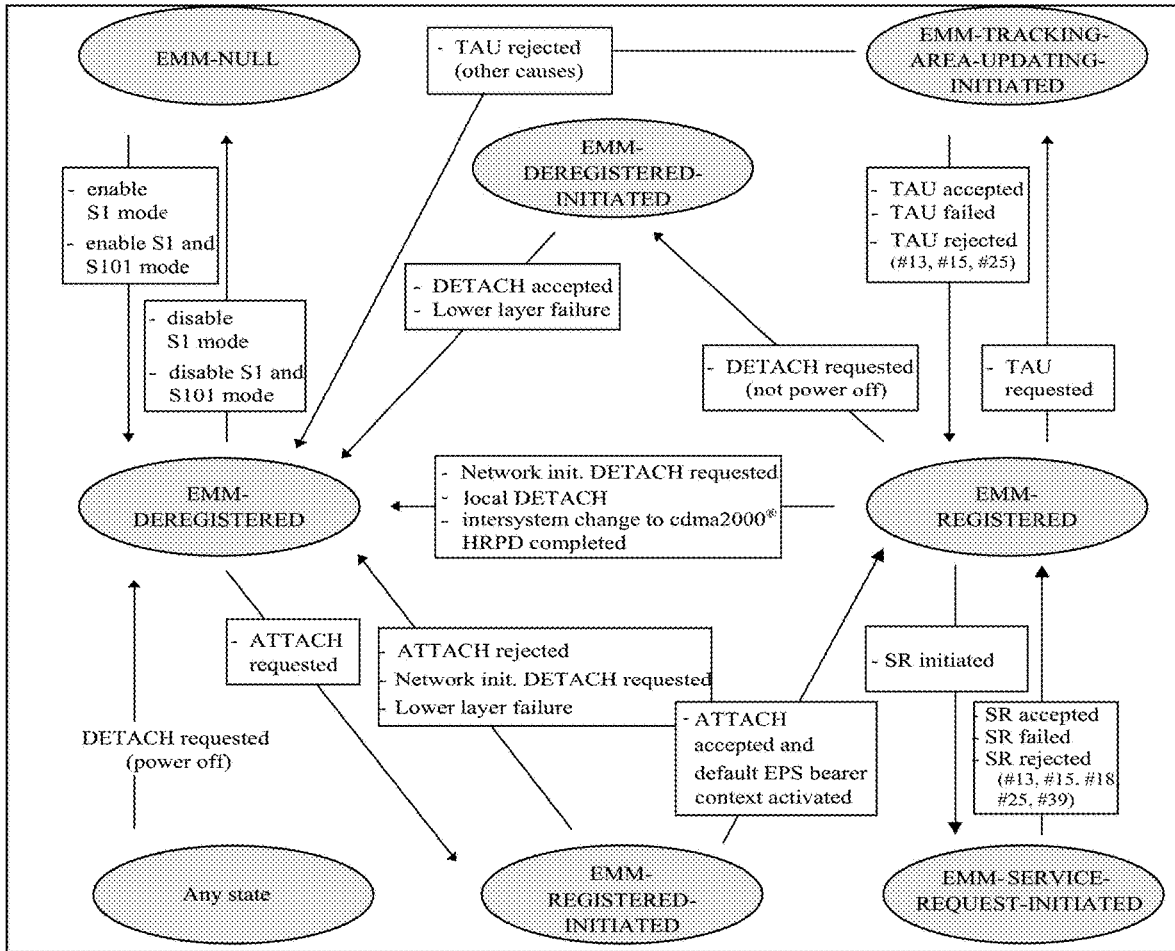 EMM-NULL
- TAU rejected
(other causes)
EMM-TRACKING-
AREA-UPDATING-
INITIATED
EMM-
DEREGISTERED-
INITIATED
- enable
S1 mode
- enable S1 and
S101 mode
- disable
S1 mode
- disable S1 and
S101 mode
- DETACH accepted
- Lower layer failure
- TAU accepted
- TAU failed
- TAU rejected
(#13, #15, #25)
- DETACH requested
(not power off)
- TAU
requested
EMM-
DEREGISTERED
- Network init. DETACH requested
- local DETACH
- intersystem change to cdma2000®
HRPD completed
EMM-
REGISTERED
- ATTACH
requested
- ATTACH rejected
- Network init. DETACH requested
- Lower layer failure
- SR initiated
DETACH requested
(power off)
- ATTACH
accepted and
default EPS bearer
context activated
- SR accepted
- SR failed
- SR rejected
(#13, #15. #18
#25, #39)
Any state
EMM-
REGISTERED-
INITIATED
EMM-SERVICE-
REQUEST-INITIATED